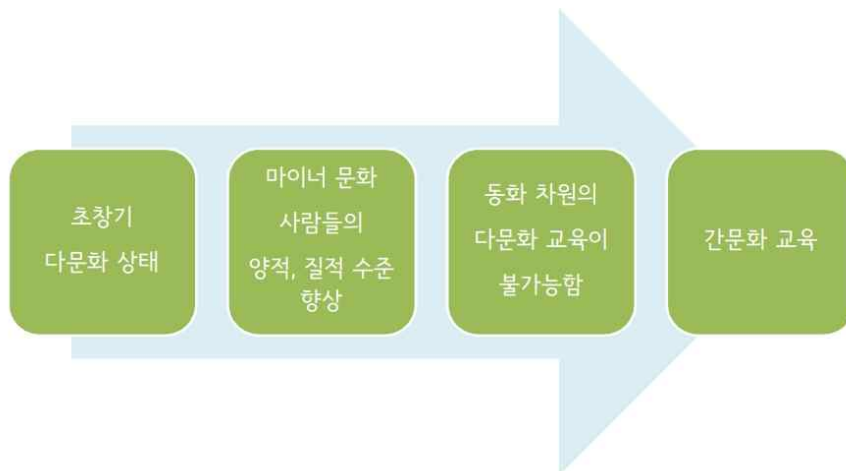 초창기
다문화 상태
마이너 문화
사람들의
양적, 질적 수준
향상
동화 차원의
다문화 교육이
불가능함
간문화 교육